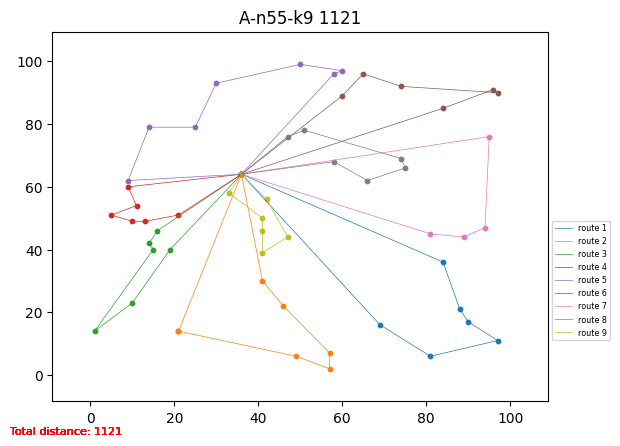 A-n55-k9 1121
100
80
60
40
20
0
0 20 40 60 80 100
route 1
route 2
route 3
route 4
route 5
route 6
route 7
route 8
route 9
Total distance: 1121